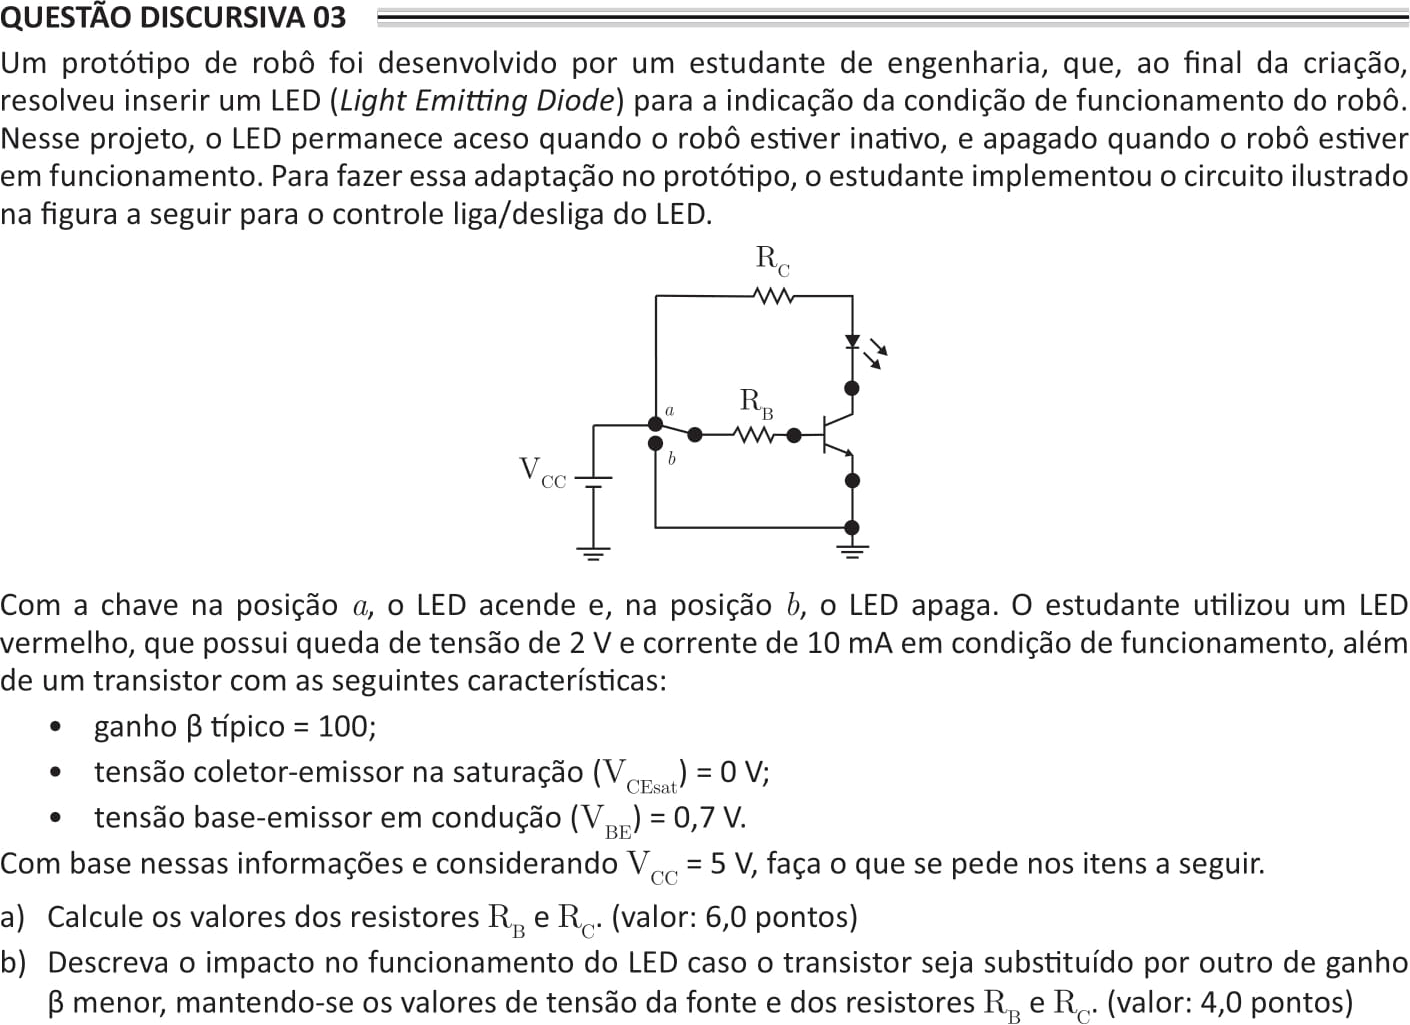 QUESTÃO DISCURSIVA 03
Um protótipo de robô foi desenvolvido por um estudante de engenharia, que, ao final da criação,
resolveu inserir um LED (Light Emitting Diode) para a indicação da condição de funcionamento do robô.
Nesse projeto, o LED permanece aceso quando o robô estiver inativo, e apagado quando o robô estiver
em funcionamento. Para fazer essa adaptação no protótipo, o estudante implementou o circuito ilustrado
na figura a seguir para o controle liga/desliga do LED.
R_C
a
R_B
b
V_CC
Com a chave na posição a, o LED acende e, na posição b, o LED apaga. O estudante utilizou um LED
vermelho, que possui queda de tensão de 2 V e corrente de 10 mA em condição de funcionamento, além
de um transistor com as seguintes características:
• ganho β típico = 100;
• tensão coletor-emissor na saturação (V_CEsat) = 0 V;
• tensão base-emissor em condução (V_BE) = 0,7 V.
Com base nessas informações e considerando V_CC = 5 V, faça o que se pede nos itens a seguir.
a) Calcule os valores dos resistores R_B e R_C. (valor: 6,0 pontos)
b) Descreva o impacto no funcionamento do LED caso o transistor seja substituído por outro de ganho
β menor, mantendo-se os valores de tensão da fonte e dos resistores R_B e R_C. (valor: 4,0 pontos)